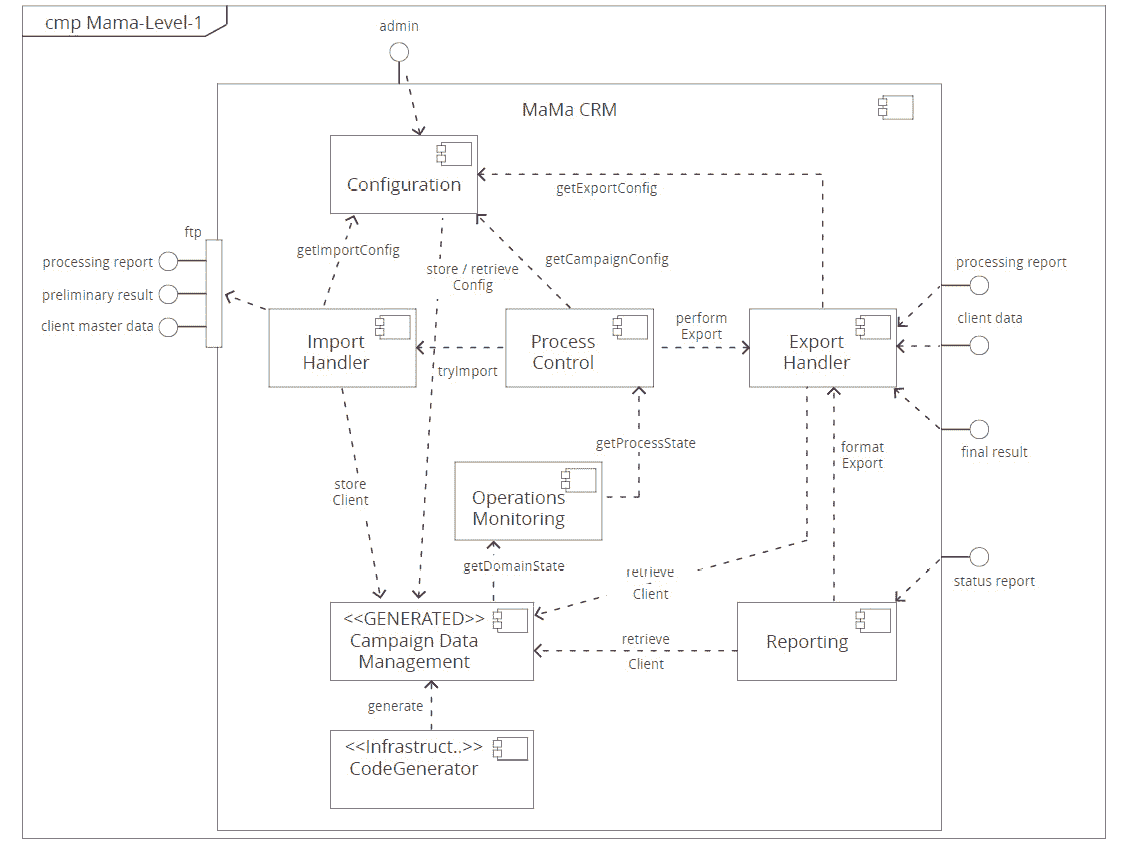 cmp Mama-Level-1
admin
MaMa CRM
Configuration
getExportConfig
ftp
getImportConfig
getCampaignConfig
store / retrieve
Config
processing report
preliminary result
client master data
processing report
client data
final result
status report
Import
Handler
Process
Control
perform
Export
Export
Handler
tryImport
getProcessState
format
Export
store
Client
Operations
Monitoring
getDomainState
retrieve
Client
<<GENERATED>>
Campaign Data
Management
retrieve
Client
Reporting
generate
<<Infrastruct..>>
CodeGenerator